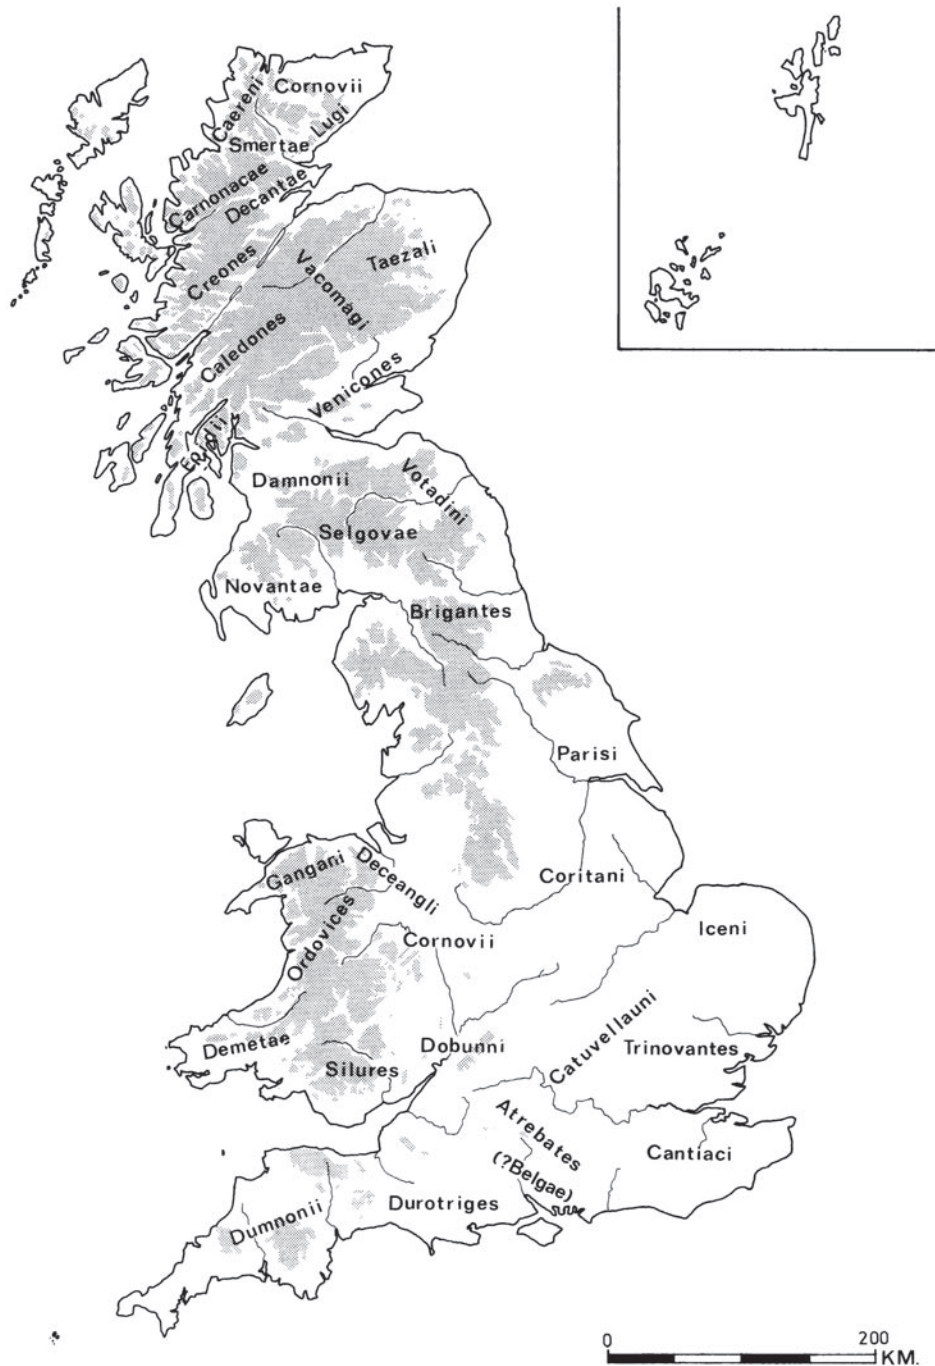 Cornovii
Caereni
Lugi
Smertae
Carnonacae
Decantae
Creones
Vacomagi
Taezali
Caledones
Venicones
Epidii
Damnonii
Votadini
Selgovae
Novantae
Brigantes
Parisi
Gangani
Deceangli
Coritani
Ordovices
Cornovii
Iceni
Demetae
Silures
Dobunni
Catuvellauni
Trinovantes
Atrebates
(?Belgae)
Cantiaci
Durotriges
Dumnonii
0 200
KM.